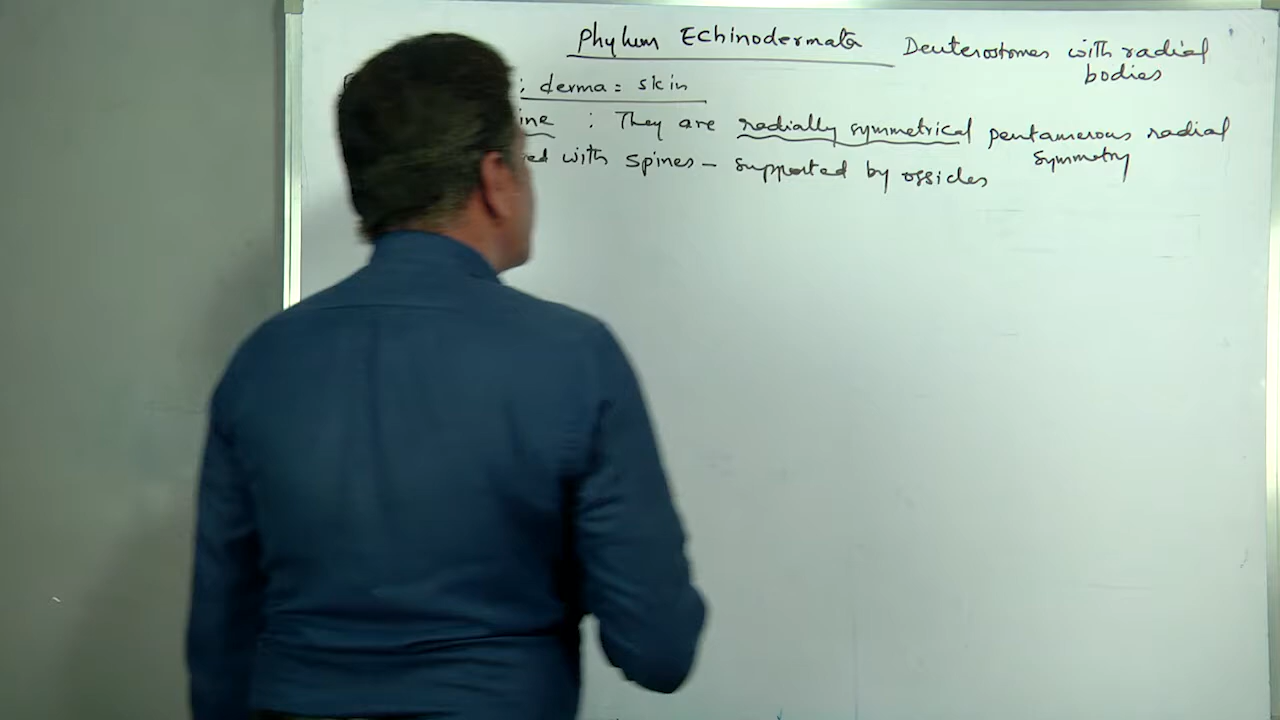 Phylum Echinodermata Deuterostomes with radial
bodies
; derma = skin
ine : They are radially symmetrical pentamerous radial
symmetry
ed with spines – supported by ossicles